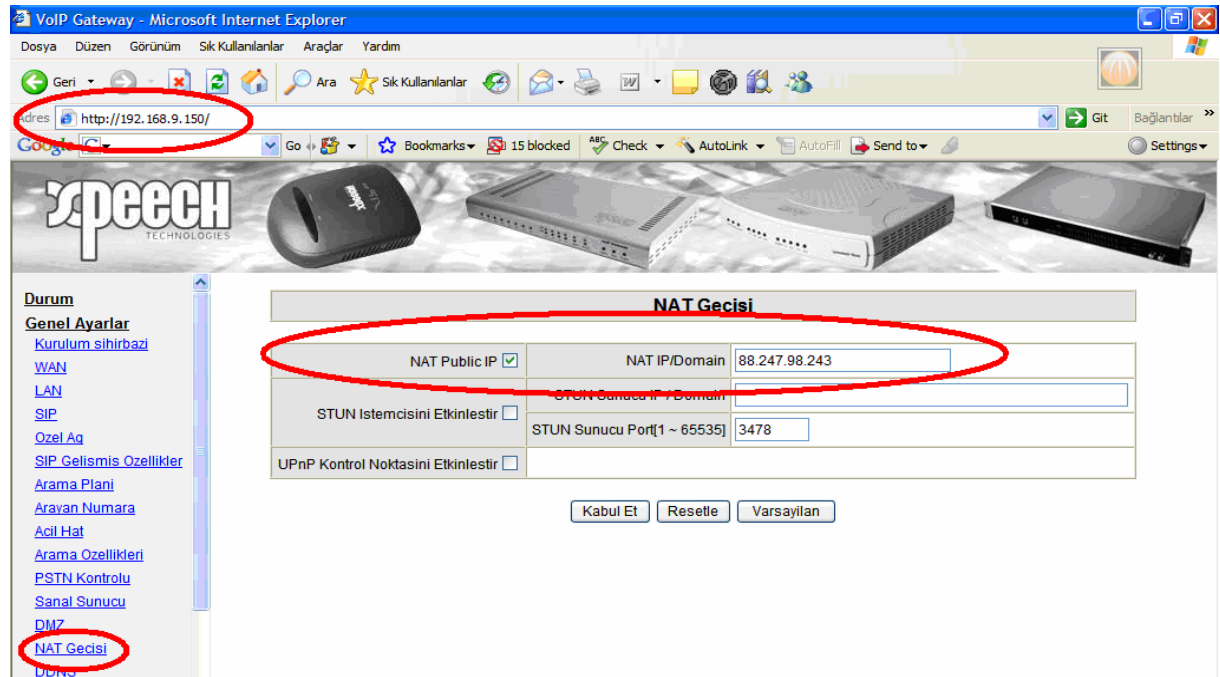 VoIP Gateway - Microsoft Internet Explorer
Dosya Düzen Görünüm Sık Kullanılanlar Araçlar Yardım
Geri Ara Sık Kullanılanlar
Adres http://192.168.9.150/ Git Bağlantılar »
Google G Go Bookmarks 15 blocked ABC Check AutoLink AutoFill Send to Settings
Xpeech
TECHNOLOGIES
NAT Gecisi
NAT Public IP NAT IP/Domain 88.247.98.243
STUN Istemcisini Etkinlestir STUN Sunucu IP / Domain
STUN Sunucu Port[1 ~ 65535] 3478
UPnP Kontrol Noktasini Etkinlestir
Kabul Et Resetle Varsayilan
Durum
Genel Ayarlar
Kurulum sihirbazi
WAN
LAN
SIP
Ozel Ag
SIP Gelismis Ozellikler
Arama Plani
Arayan Numara
Acil Hat
Arama Ozellikleri
PSTN Kontrolu
Sanal Sunucu
DMZ
NAT Gecisi
DDNS